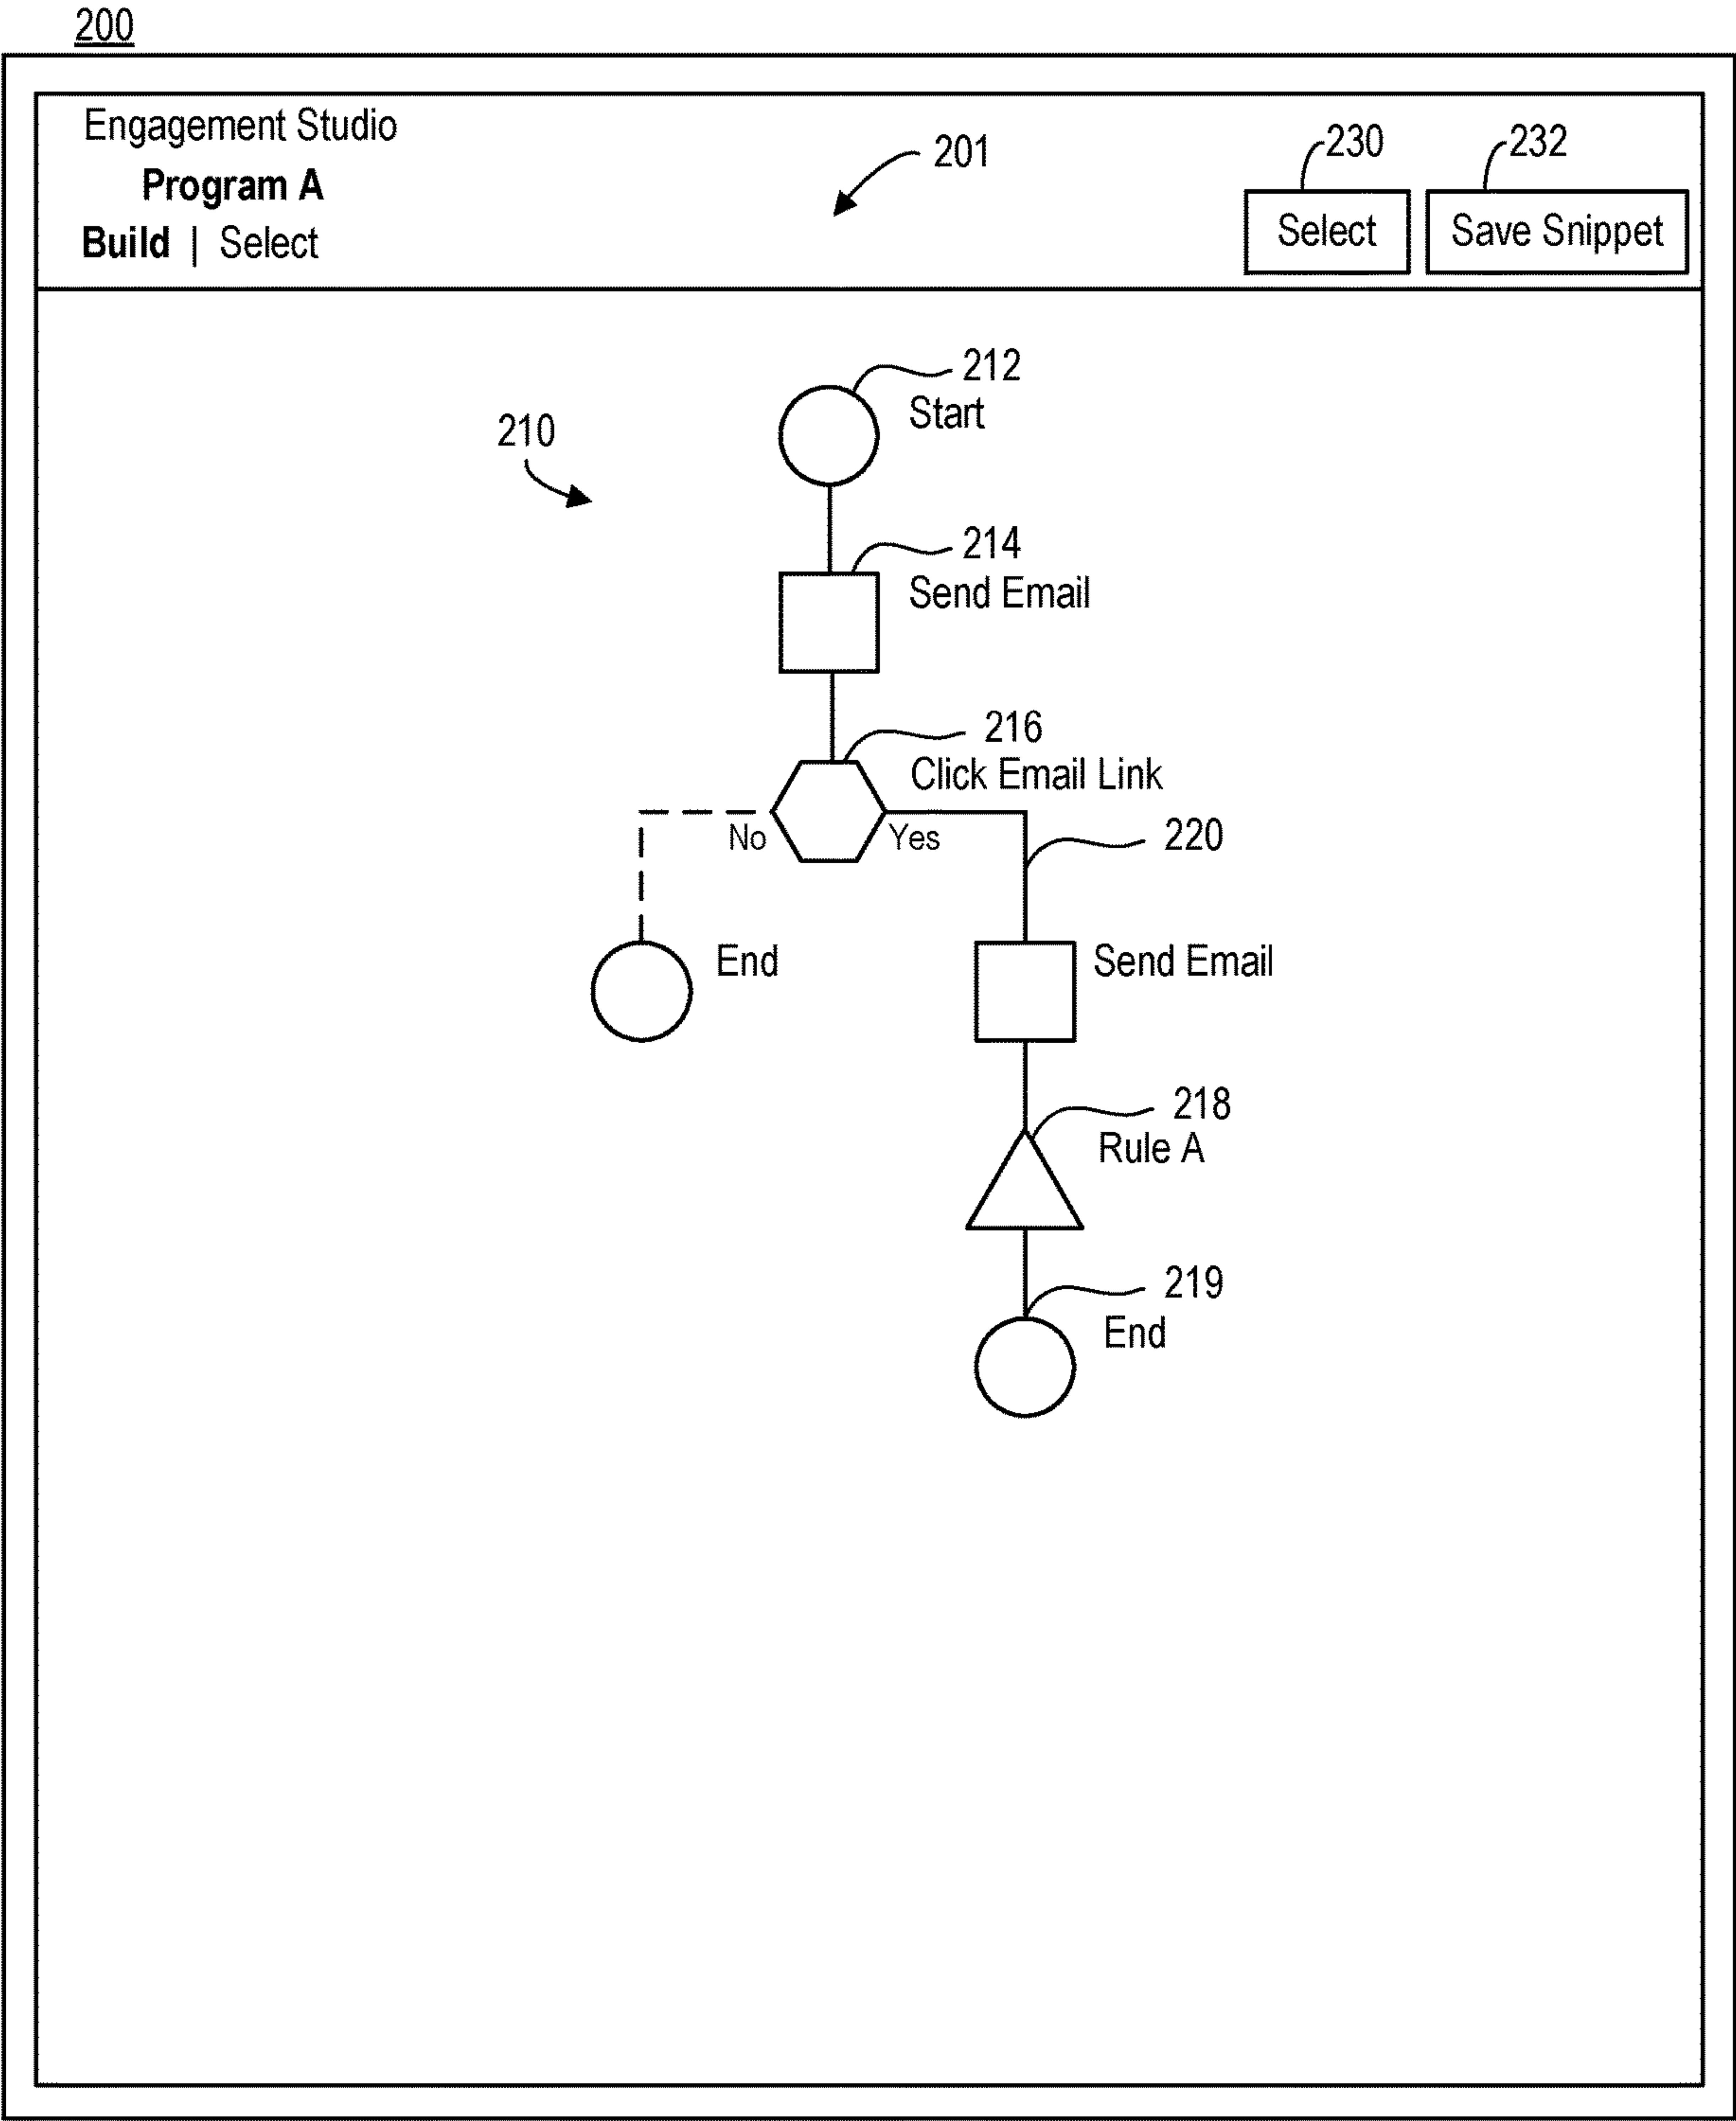 200
Engagement Studio
Program A
Build | Select
201
230
232
Select
Save Snippet
212
Start
210
214
Send Email
216
Click Email Link
No
Yes
220
End
Send Email
218
Rule A
219
End